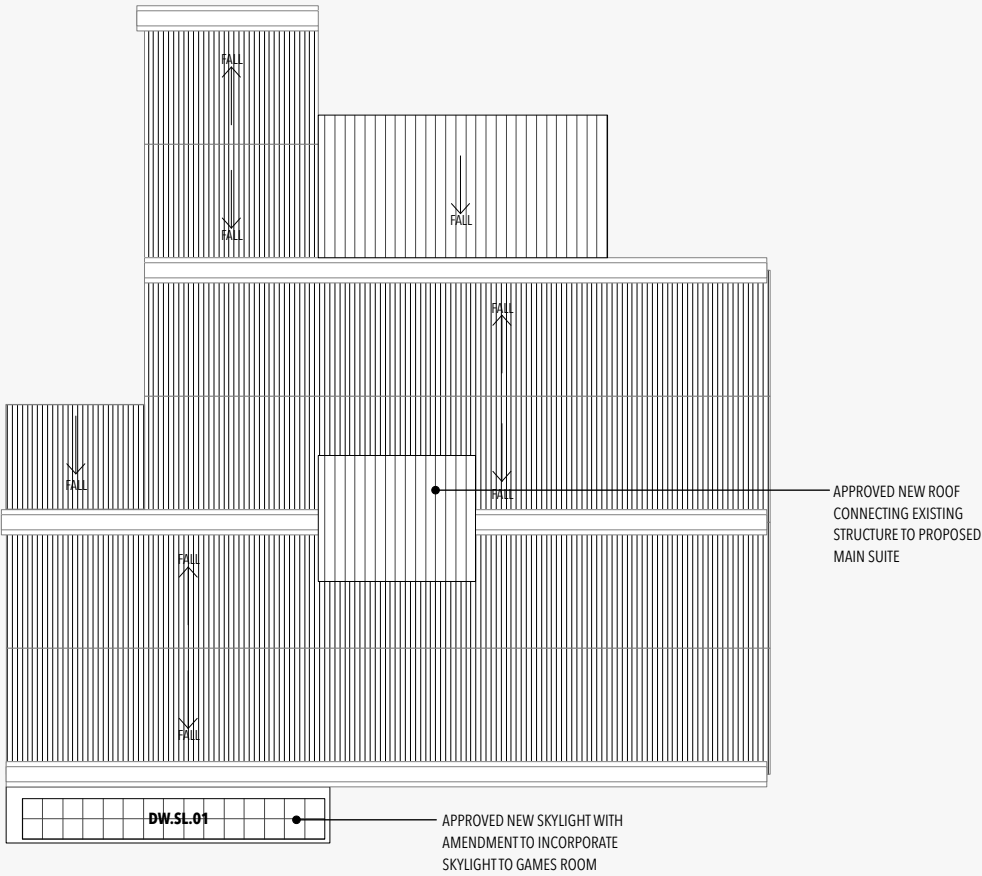 FALL
FALL
FALL
FALL
FALL
FALL
FALL
FALL
APPROVED NEW ROOF
CONNECTING EXISTING
STRUCTURE TO PROPOSED
MAIN SUITE
DW.SL.01
APPROVED NEW SKYLIGHT WITH
AMENDMENT TO INCORPORATE
SKYLIGHT TO GAMES ROOM